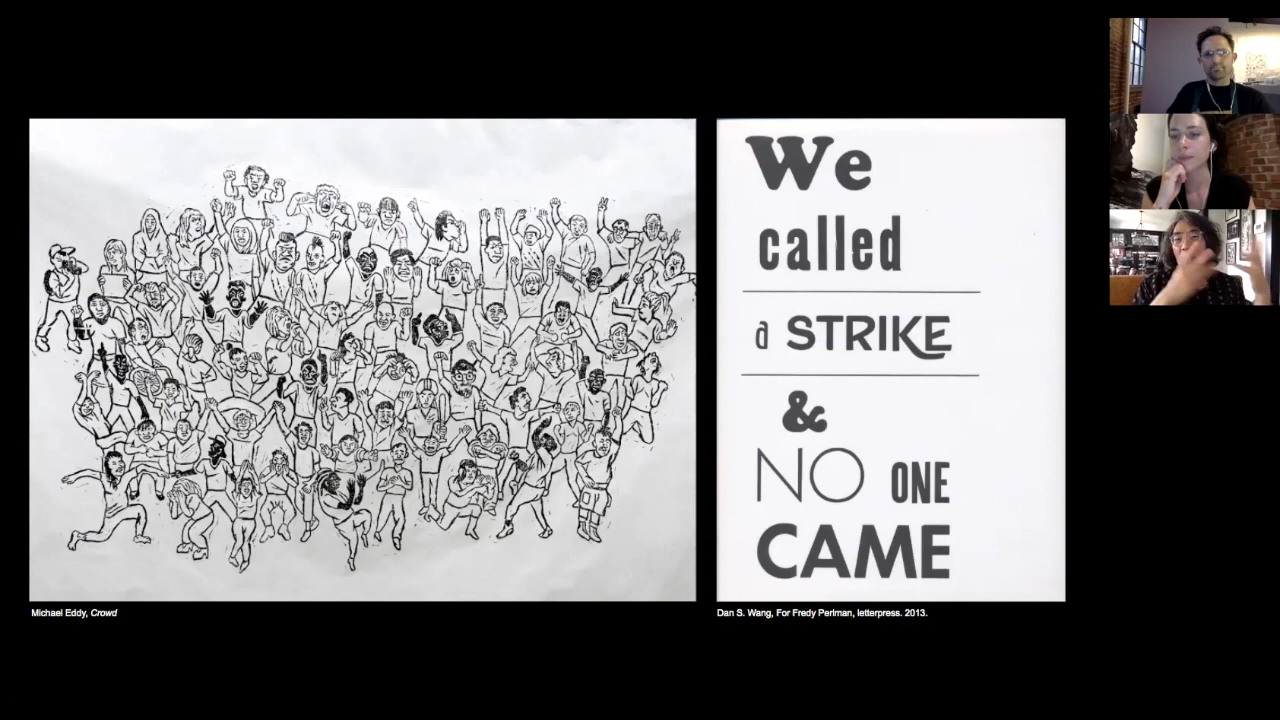 We
called
a STRIKE
&
NO ONE
CAME
Michael Eddy, Crowd
Dan S. Wang, For Fredy Perlman, letterpress. 2013.